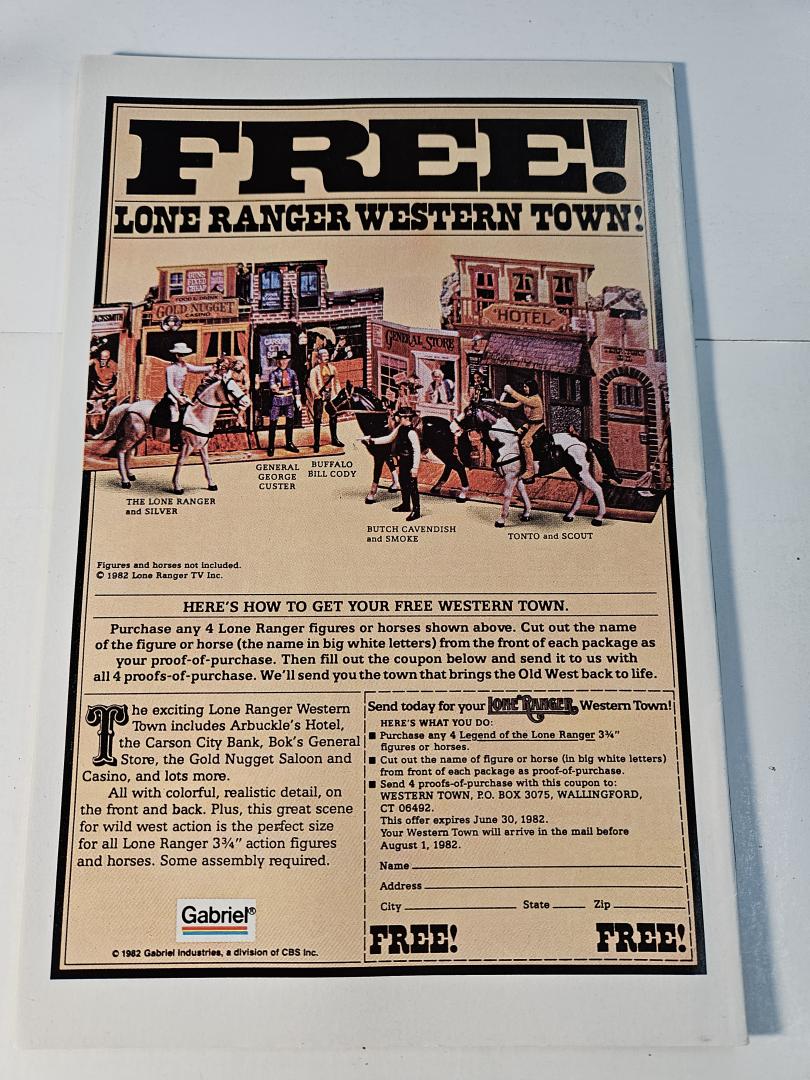 FREE!
LONE RANGER WESTERN TOWN!
GUNS
FIXED
CHEAP
FOOD & DRINK
GOLD NUGGET
CASINO
CARSON
CITY
GENERAL STORE
HOTEL
THE LONE RANGER
and SILVER
GENERAL
GEORGE
CUSTER
BUFFALO
BILL CODY
BUTCH CAVENDISH
and SMOKE
TONTO and SCOUT
Figures and horses not included.
© 1982 Lone Ranger TV Inc.
HERE'S HOW TO GET YOUR FREE WESTERN TOWN.
Purchase any 4 Lone Ranger figures or horses shown above. Cut out the name
of the figure or horse (the name in big white letters) from the front of each package as
your proof-of-purchase. Then fill out the coupon below and send it to us with
all 4 proofs-of-purchase. We'll send you the town that brings the Old West back to life.
The exciting Lone Ranger Western
Town includes Arbuckle's Hotel,
the Carson City Bank, Bok's General
Store, the Gold Nugget Saloon and
Casino, and lots more.
All with colorful, realistic detail, on
the front and back. Plus, this great scene
for wild west action is the perfect size
for all Lone Ranger 3¾" action figures
and horses. Some assembly required.
Gabriel®
© 1982 Gabriel Industries, a division of CBS Inc.
Send today for your LONE RANGER Western Town!
HERE'S WHAT YOU DO:
■ Purchase any 4 Legend of the Lone Ranger 3¾"
figures or horses.
■ Cut out the name of figure or horse (in big white letters)
from front of each package as proof-of-purchase.
■ Send 4 proofs-of-purchase with this coupon to:
WESTERN TOWN, P.O. BOX 3075, WALLINGFORD,
CT 06492.
This offer expires June 30, 1982.
Your Western Town will arrive in the mail before
August 1, 1982.
Name
Address
City State Zip
FREE! FREE!